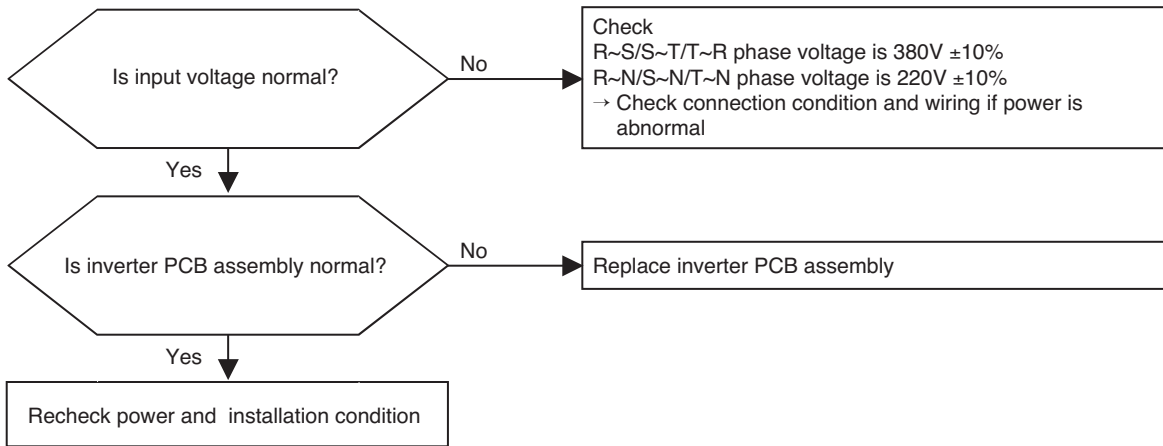 Is input voltage normal?
No
Check
R~S/S~T/T~R phase voltage is 380V ±10%
R~N/S~N/T~N phase voltage is 220V ±10%
→ Check connection condition and wiring if power is
abnormal
Yes
Is inverter PCB assembly normal?
No
Replace inverter PCB assembly
Yes
Recheck power and installation condition